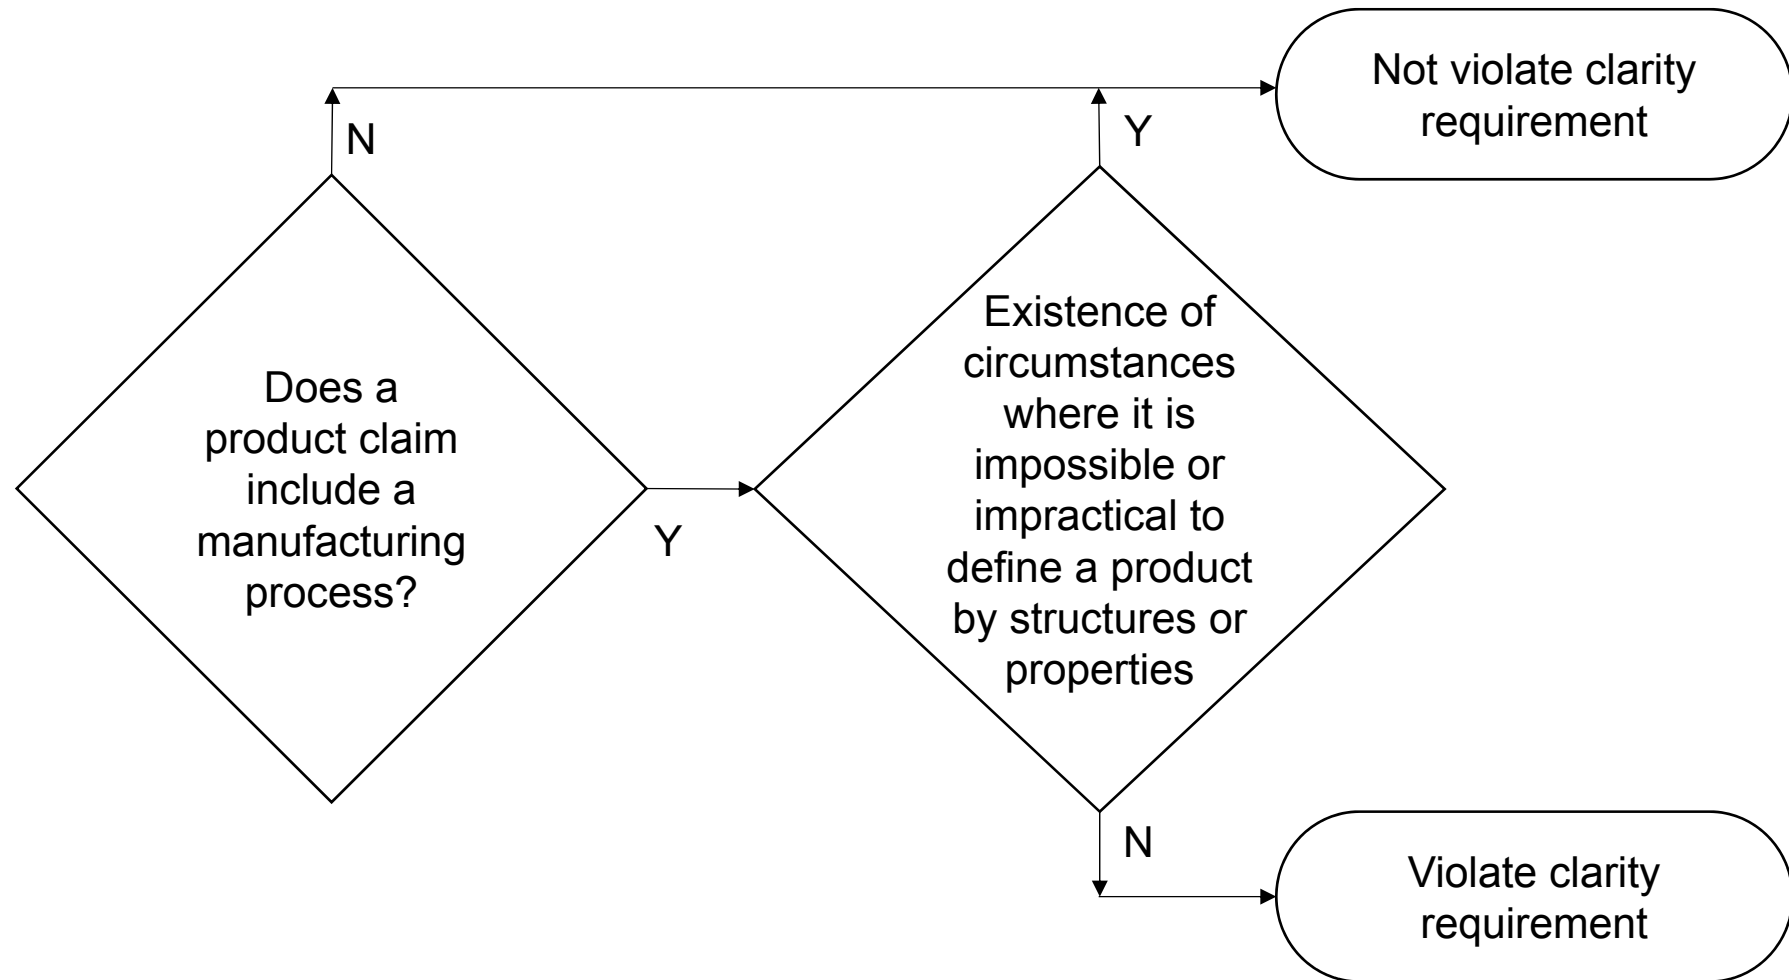 Not violate clarity
requirement
N
Y
Does a
product claim
include a
manufacturing
process?
Y
Existence of
circumstances
where it is
impossible or
impractical to
define a product
by structures or
properties
N
Violate clarity
requirement